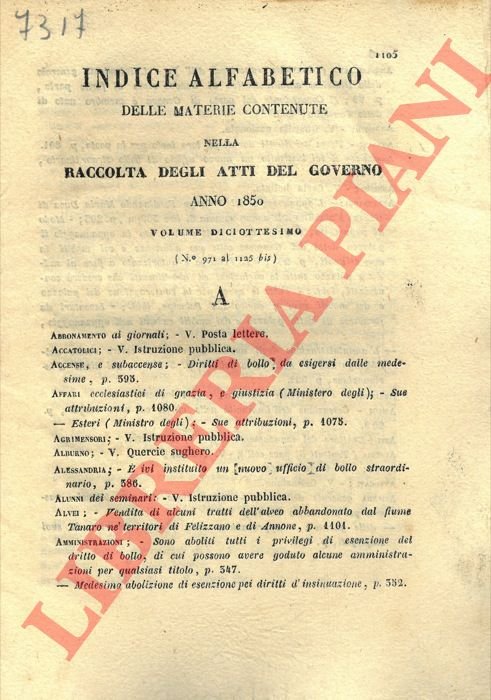 7317
1105
INDICE ALFABETICO
DELLE MATERIE CONTENUTE
NELLA
RACCOLTA DEGLI ATTI DEL GOVERNO
ANNO 1850
VOLUME DICIOTTESIMO
(N.º 971 al 1125 bis)
A
ABBONAMENTO ai giornali; - V. Posta lettere.
ACCATOLICI; - V. Istruzione pubblica.
ACCENSE, e subaccense; - Diritti di bollo da esigersi dalle mede-
sime, p. 393.
AFFARI ecclesiastici di grazia, e giustizia (Ministero degli); - Sue
attribuzioni, p. 1080.
— Esteri (Ministro degli): - Sue attribuzioni, p. 1075.
AGRIMENSORI; - V. Istruzione pubblica.
ALBURNO; - V. Quercie sughero.
ALESSANDRIA; - È ivi instituito un nuovo ufficio di bollo straordi-
nario, p. 386.
ALUNNI dei seminari: - V. Istruzione pubblica.
ALVEI; - Vendita di alcuni tratti dell'alveo abbandonato dal fiume
Tanaro ne' territori di Felizzano e di Annone, p. 1101.
AMMINISTRAZIONI; - Sono aboliti tutti i privilegi di esenzione del
dritto di bollo, di cui possono avere goduto alcune amministra-
zioni per qualsiasi titolo, p. 347.
— Medesima abolizione di esenzione pei diritti d'insinuazione, p. 352.
LIBRERIA PIANI